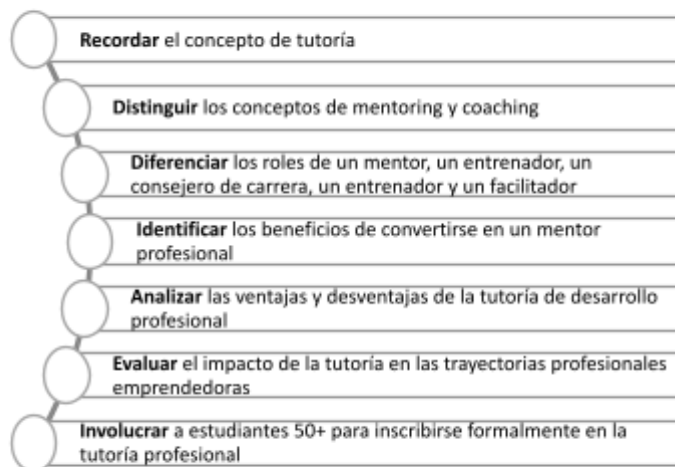 Recordar el concepto de tutoría
Distinguir los conceptos de mentoring y coaching
Diferenciar los roles de un mentor, un entrenador, un
consejero de carrera, un entrenador y un facilitador
Identificar los beneficios de convertirse en un mentor
profesional
Analizar las ventajas y desventajas de la tutoría de desarrollo
profesional
Evaluar el impacto de la tutoría en las trayectorias profesionales
emprendedoras
Involucrar a estudiantes 50+ para inscribirse formalmente en la
tutoría profesional